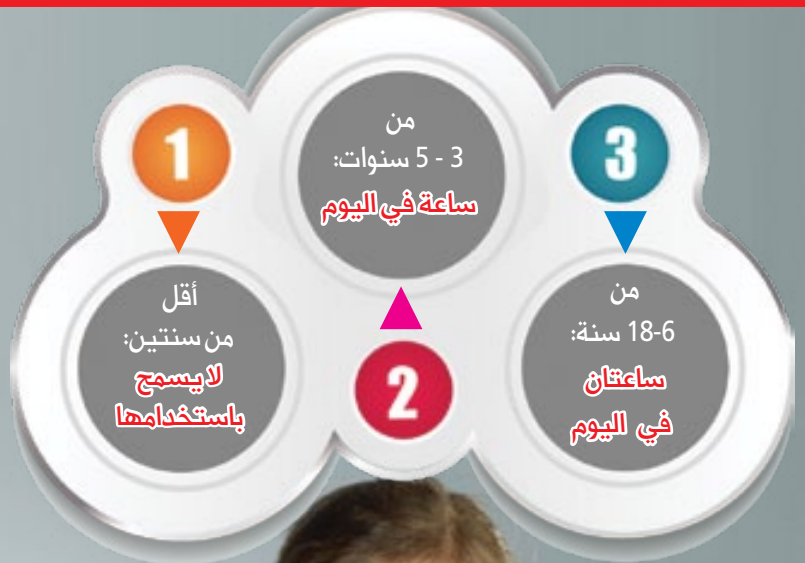 1
أقل
من سنتين:
لا يسمح
باستخدامها
2
من
3 - 5 سنوات:
ساعة في اليوم
3
من
6-18 سنة:
ساعتان
في اليوم